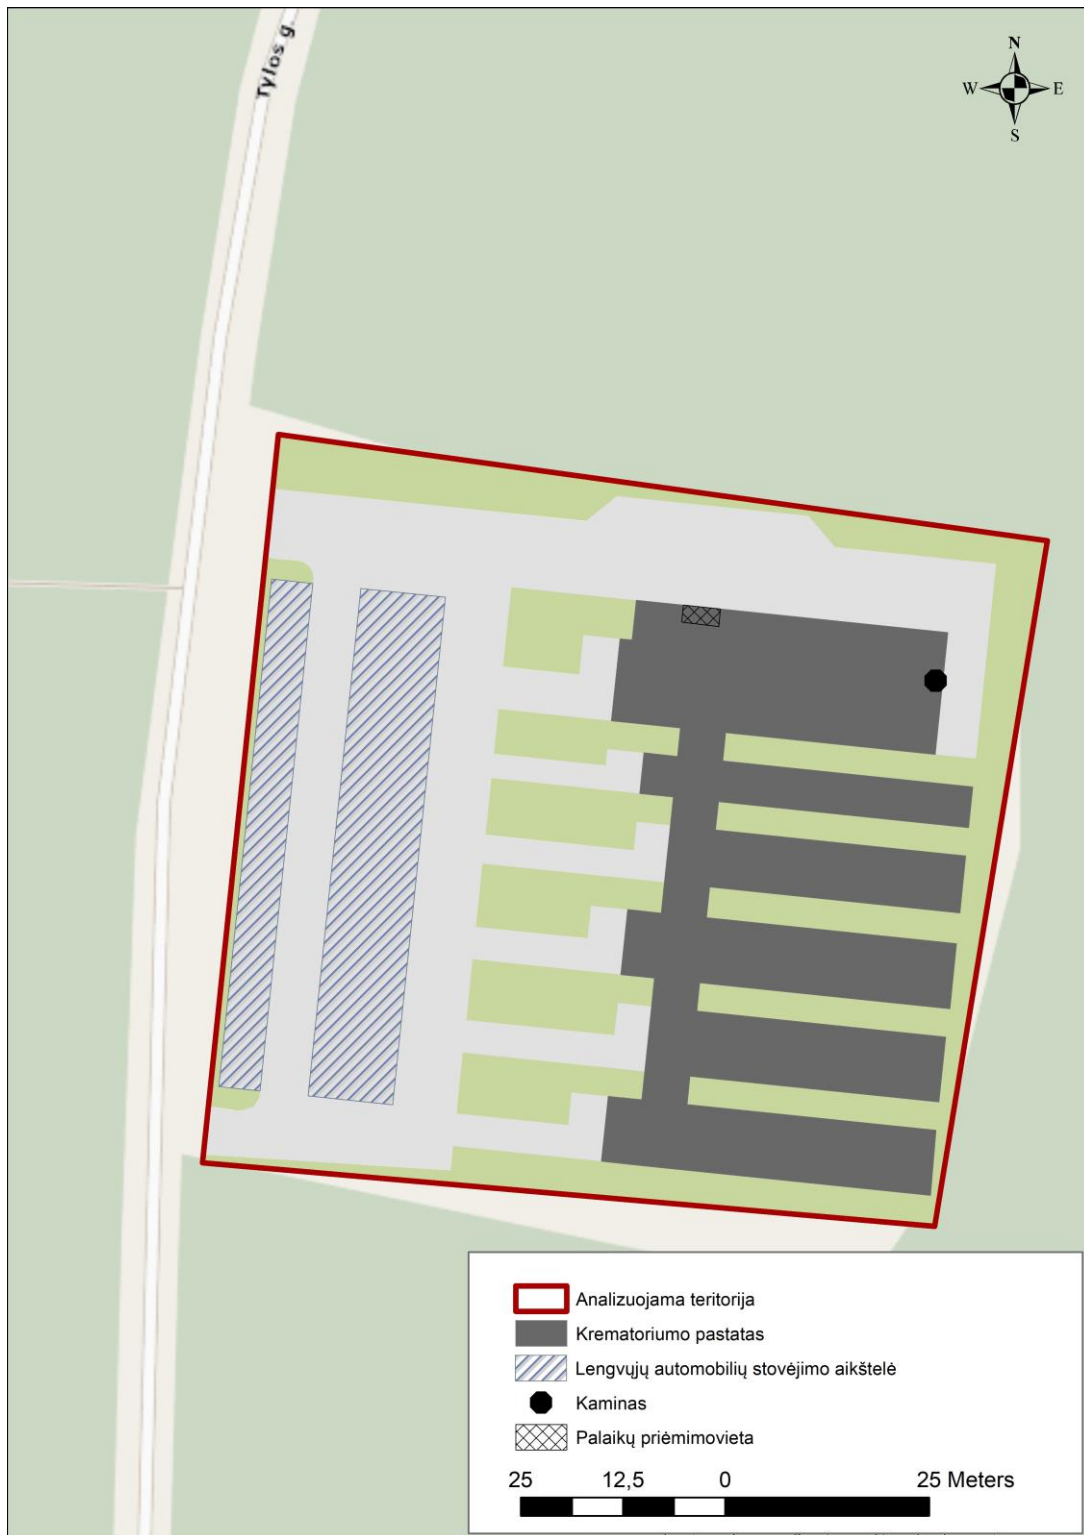 Tylos g.
N
W E
S
Analizuojama teritorija
Krematoriumo pastatas
Lengvųjų automobilių stovėjimo aikštelė
Kaminas
Palaikų priėmimovieta
25 12,5 0 25 Meters